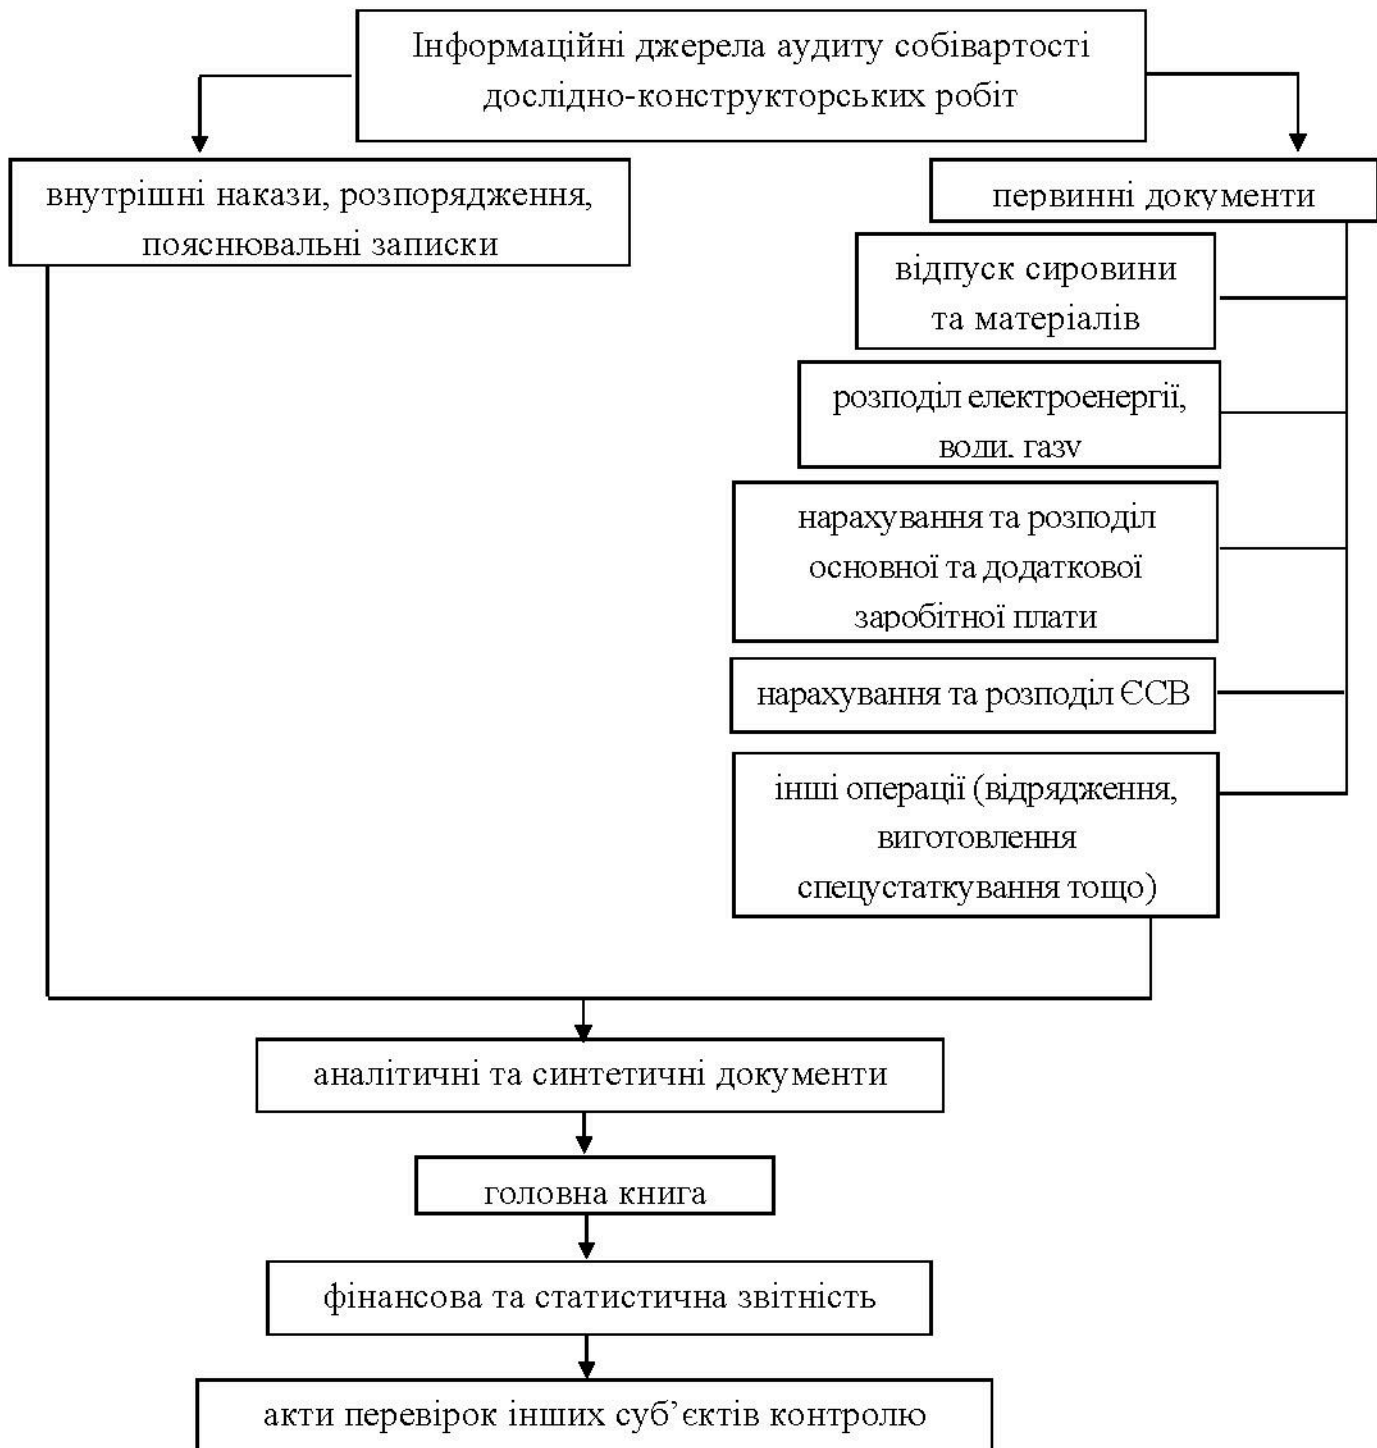 Інформаційні джерела аудиту собівартості
дослідно-конструкторських робіт
внутрішні накази, розпорядження,
пояснювальні записки
первинні документи
відпуск сировини
та матеріалів
розподіл електроенергії,
води, газу
нарахування та розподіл
основної та додаткової
заробітної плати
нарахування та розподіл ЄСВ
інші операції (відрядження,
виготовлення
спецустаткування тощо)
аналітичні та синтетичні документи
головна книга
фінансова та статистична звітність
акти перевірок інших суб’єктів контролю